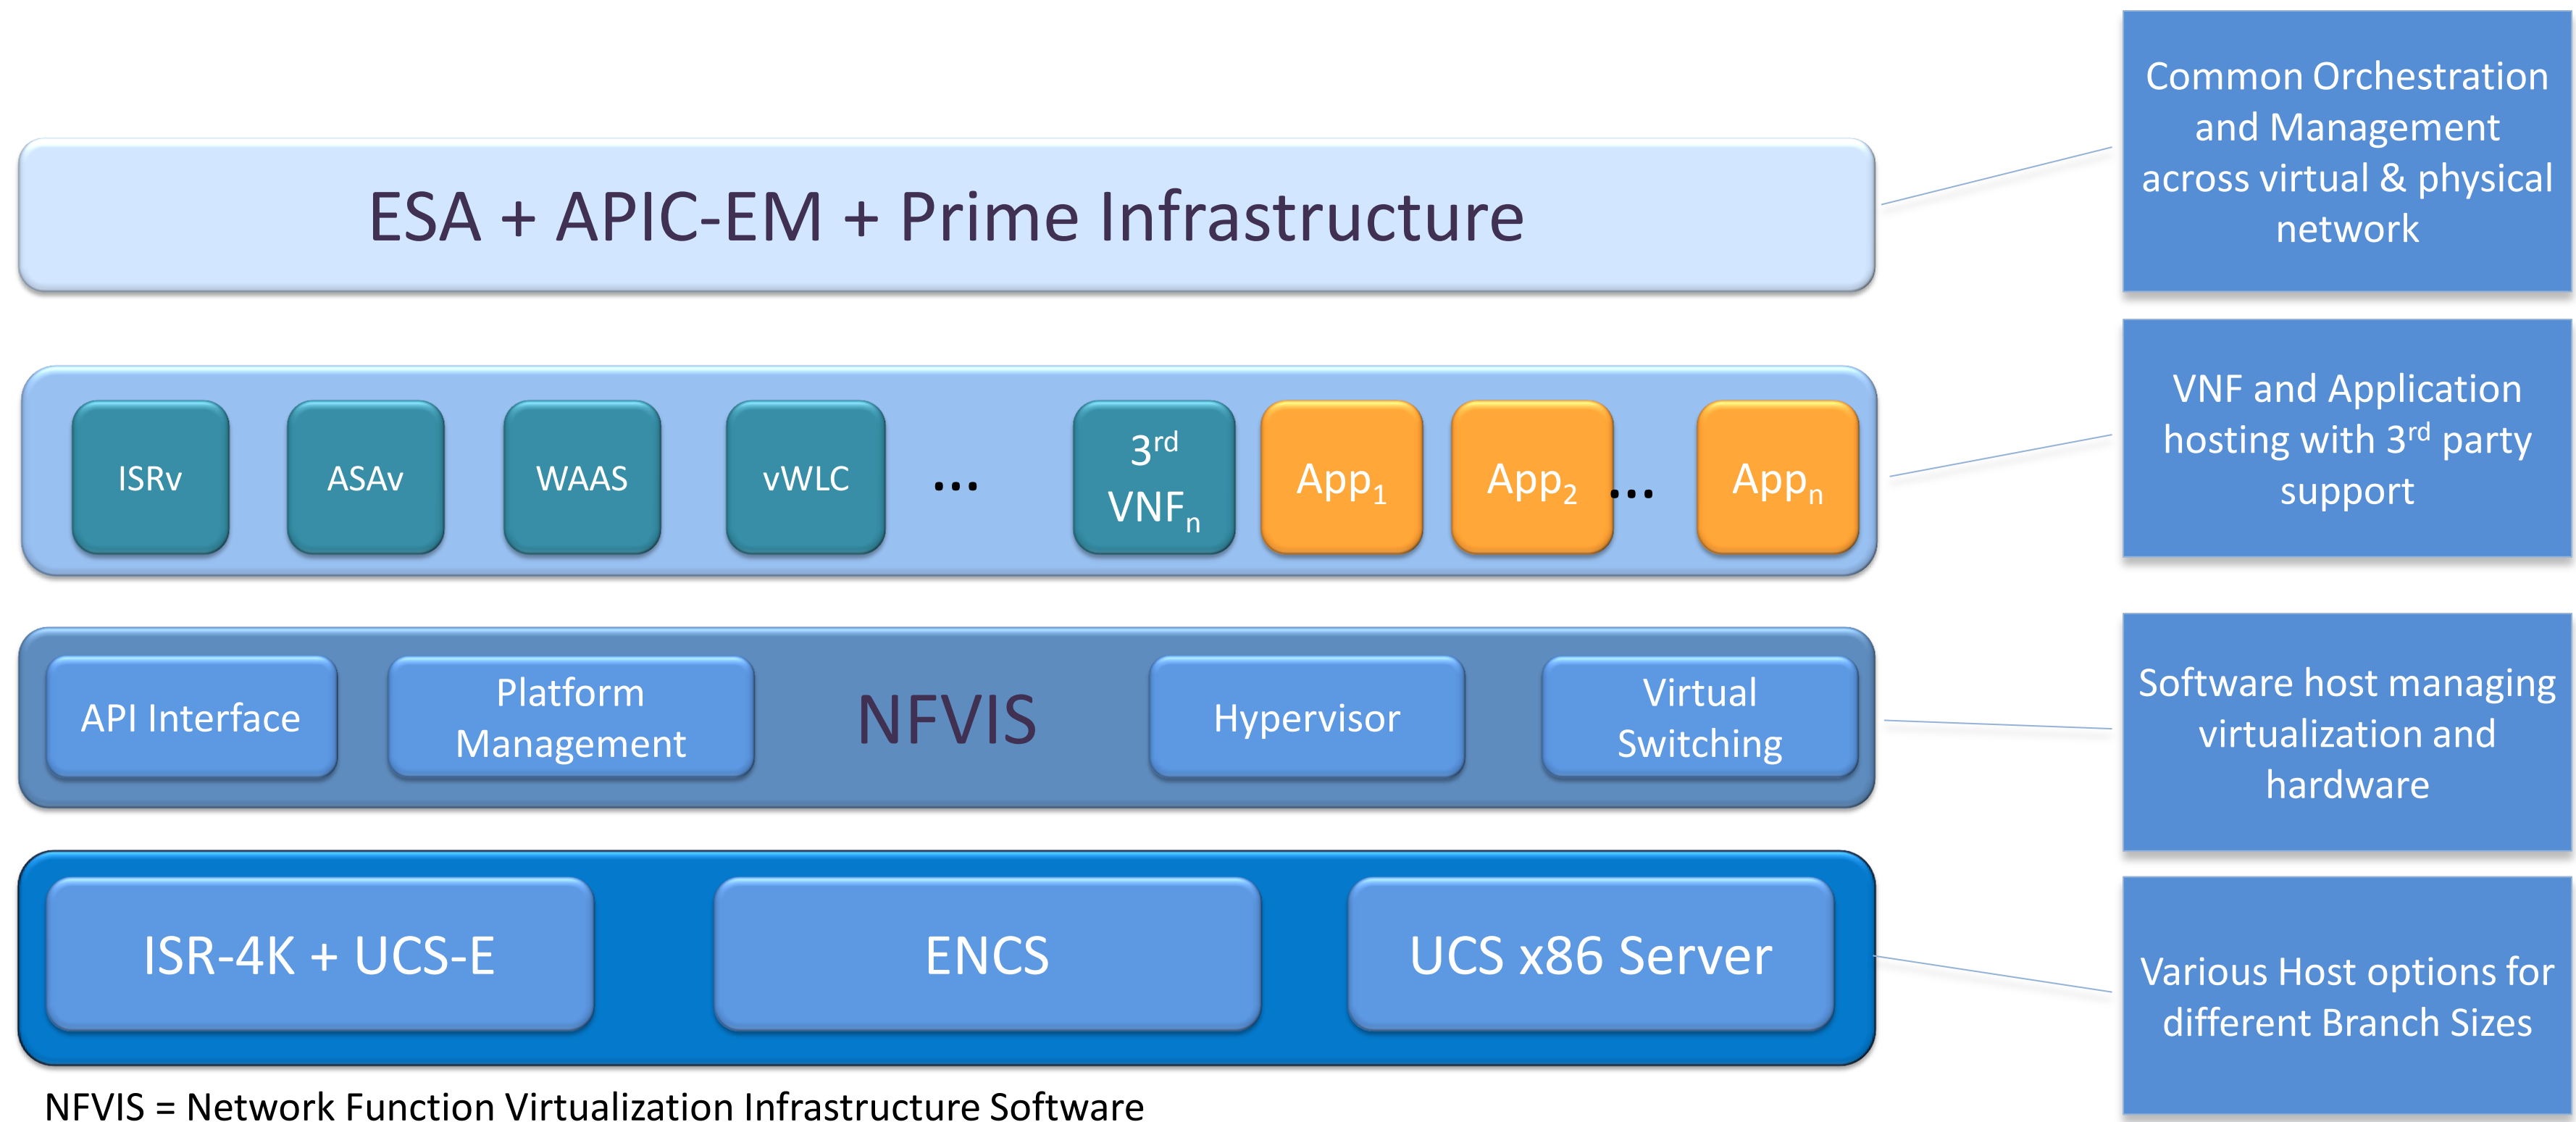 ESA + APIC-EM + Prime Infrastructure
Common Orchestration
and Management
across virtual & physical
network
ISRv
ASAv
WAAS
vWLC
...
3rd
VNFn
App1
App2
...
Appn
VNF and Application
hosting with 3rd party
support
API Interface
Platform
Management
NFVIS
Hypervisor
Virtual
Switching
Software host managing
virtualization and
hardware
ISR-4K + UCS-E
ENCS
UCS x86 Server
Various Host options for
different Branch Sizes
NFVIS = Network Function Virtualization Infrastructure Software